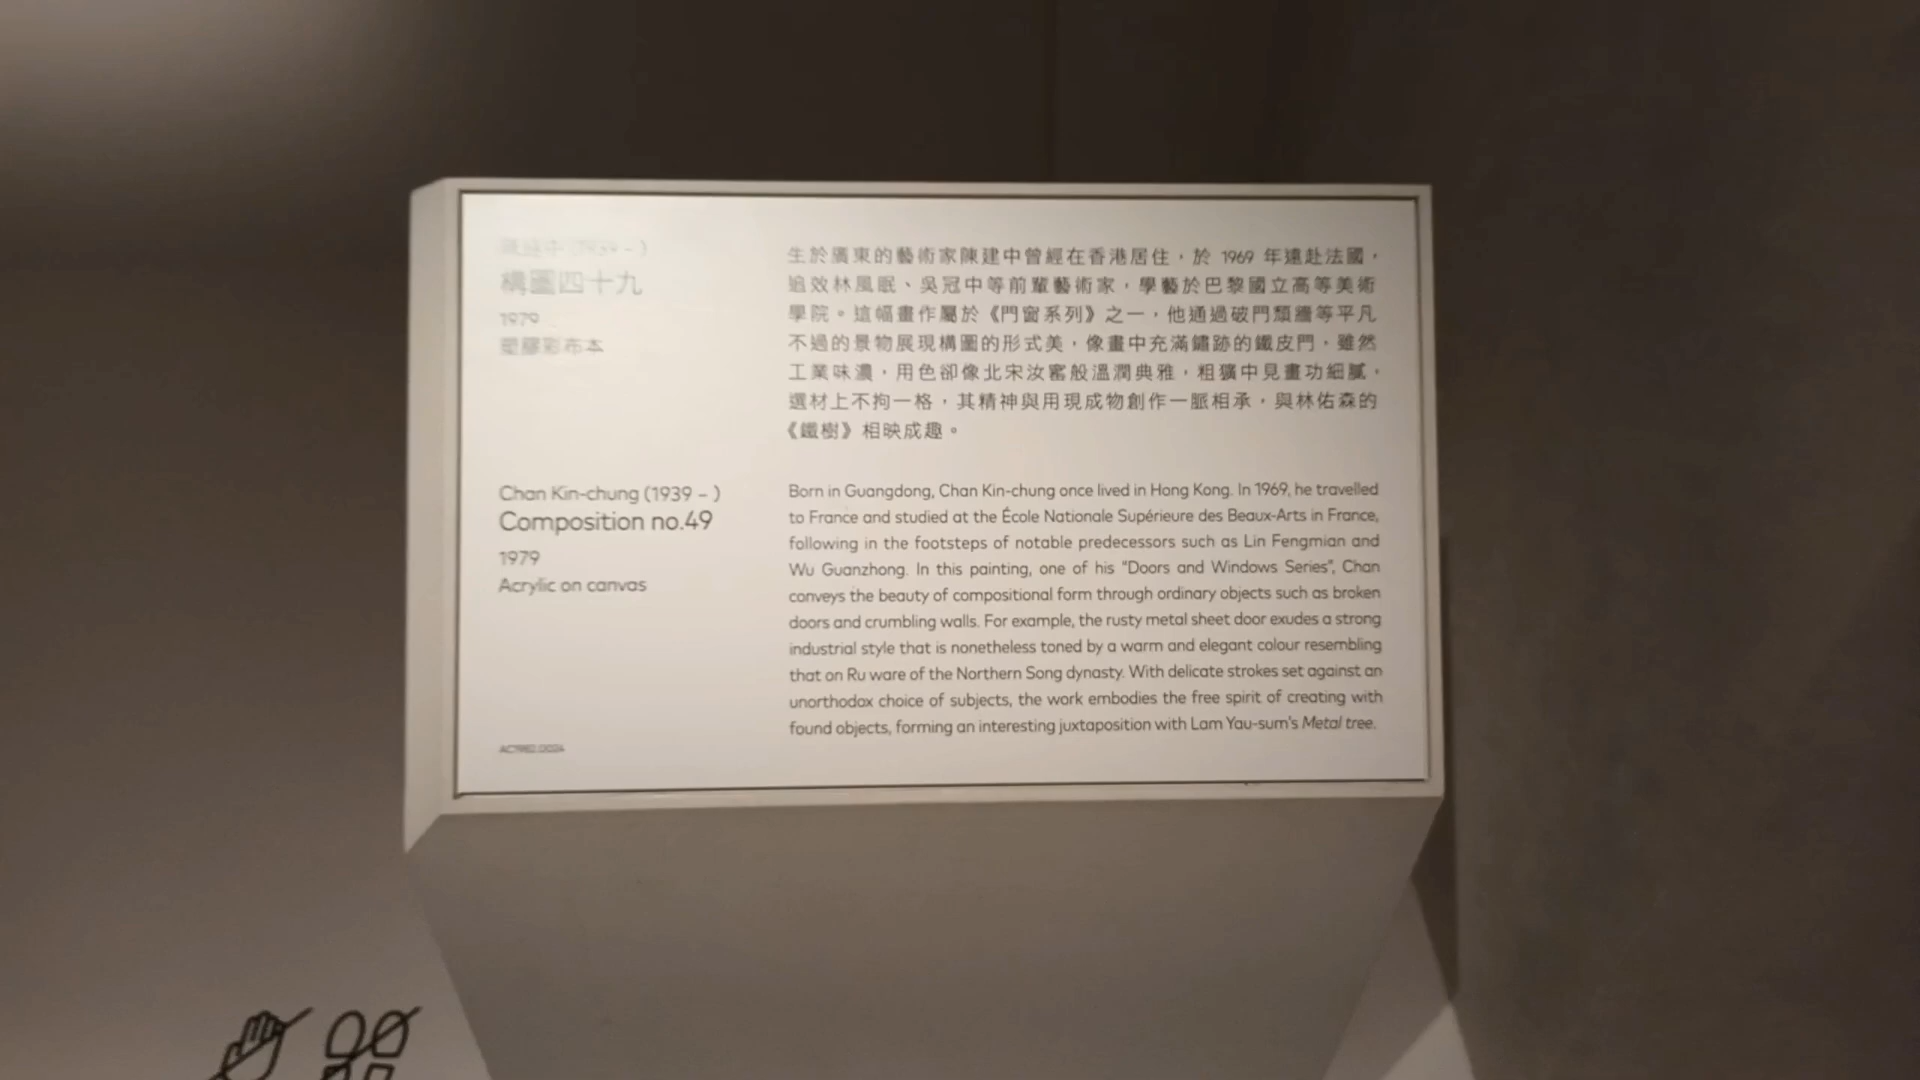 陳建中 (1939 – )
構圖四十九
1979
塑膠彩布本
生於廣東的藝術家陳建中曾經在香港居住，於 1969 年遠赴法國，
追效林風眠、吳冠中等前輩藝術家，學藝於巴黎國立高等美術
學院。這幅畫作屬於《門窗系列》之一，他通過破門頹牆等平凡
不過的景物展現構圖的形式美，像畫中充滿鏽跡的鐵皮門，雖然
工業味濃，用色卻像北宋汝窰般溫潤典雅，粗獷中見畫功細膩。
選材上不拘一格，其精神與用現成物創作一脈相承，與林佑森的
《鐵樹》相映成趣。
Chan Kin-chung (1939 – )
Composition no.49
1979
Acrylic on canvas
Born in Guangdong, Chan Kin-chung once lived in Hong Kong. In 1969, he travelled
to France and studied at the École Nationale Supérieure des Beaux-Arts in France,
following in the footsteps of notable predecessors such as Lin Fengmian and
Wu Guanzhong. In this painting, one of his "Doors and Windows Series", Chan
conveys the beauty of compositional form through ordinary objects such as broken
doors and crumbling walls. For example, the rusty metal sheet door exudes a strong
industrial style that is nonetheless toned by a warm and elegant colour resembling
that on Ru ware of the Northern Song dynasty. With delicate strokes set against an
unorthodox choice of subjects, the work embodies the free spirit of creating with
found objects, forming an interesting juxtaposition with Lam Yau-sum's Metal tree.
AC1982.0024